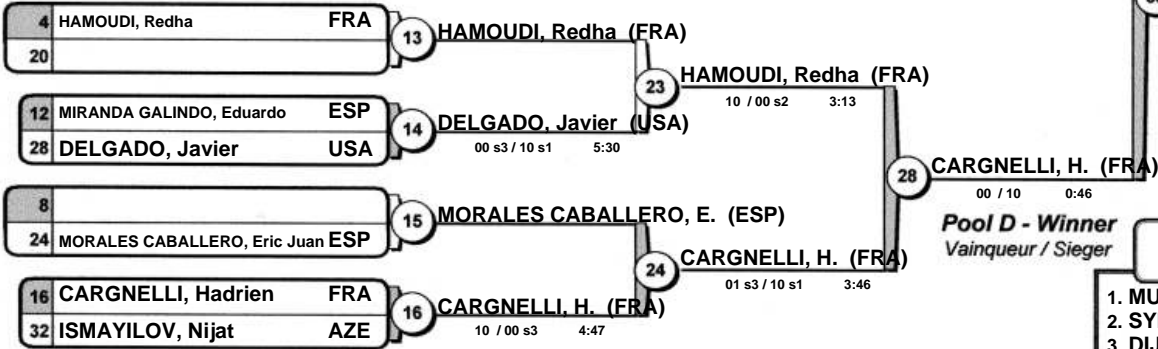 4 HAMOUDI, Redha FRA
20
13 HAMOUDI, Redha (FRA)
12 MIRANDA GALINDO, Eduardo ESP
28 DELGADO, Javier USA
14 DELGADO, Javier (USA)
00 s3 / 10 s1 5:30
23 HAMOUDI, Redha (FRA)
10 / 00 s2 3:13
8
24 MORALES CABALLERO, Eric Juan ESP
15 MORALES CABALLERO, E. (ESP)
16 CARGNELLI, Hadrien FRA
32 ISMAYILOV, Nijat AZE
16 CARGNELLI, H. (FRA)
10 / 00 s3 4:47
24 CARGNELLI, H. (FRA)
01 s3 / 10 s1 3:46
28 CARGNELLI, H. (FRA)
00 / 10 0:46
Pool D - Winner
Vainqueur / Sieger
1. MU
2.
3.